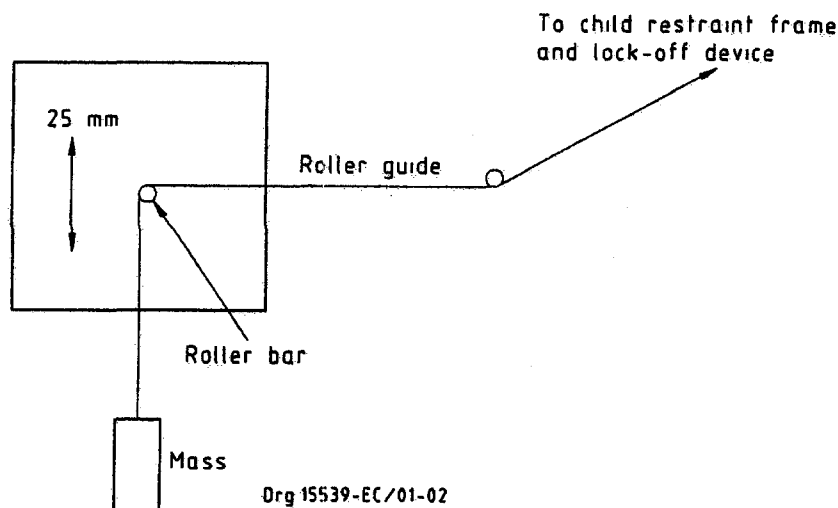 To child restraint frame
and lock-off device
25 mm
Roller guide
Roller bar
Mass
Drg 15539-EC/01-02